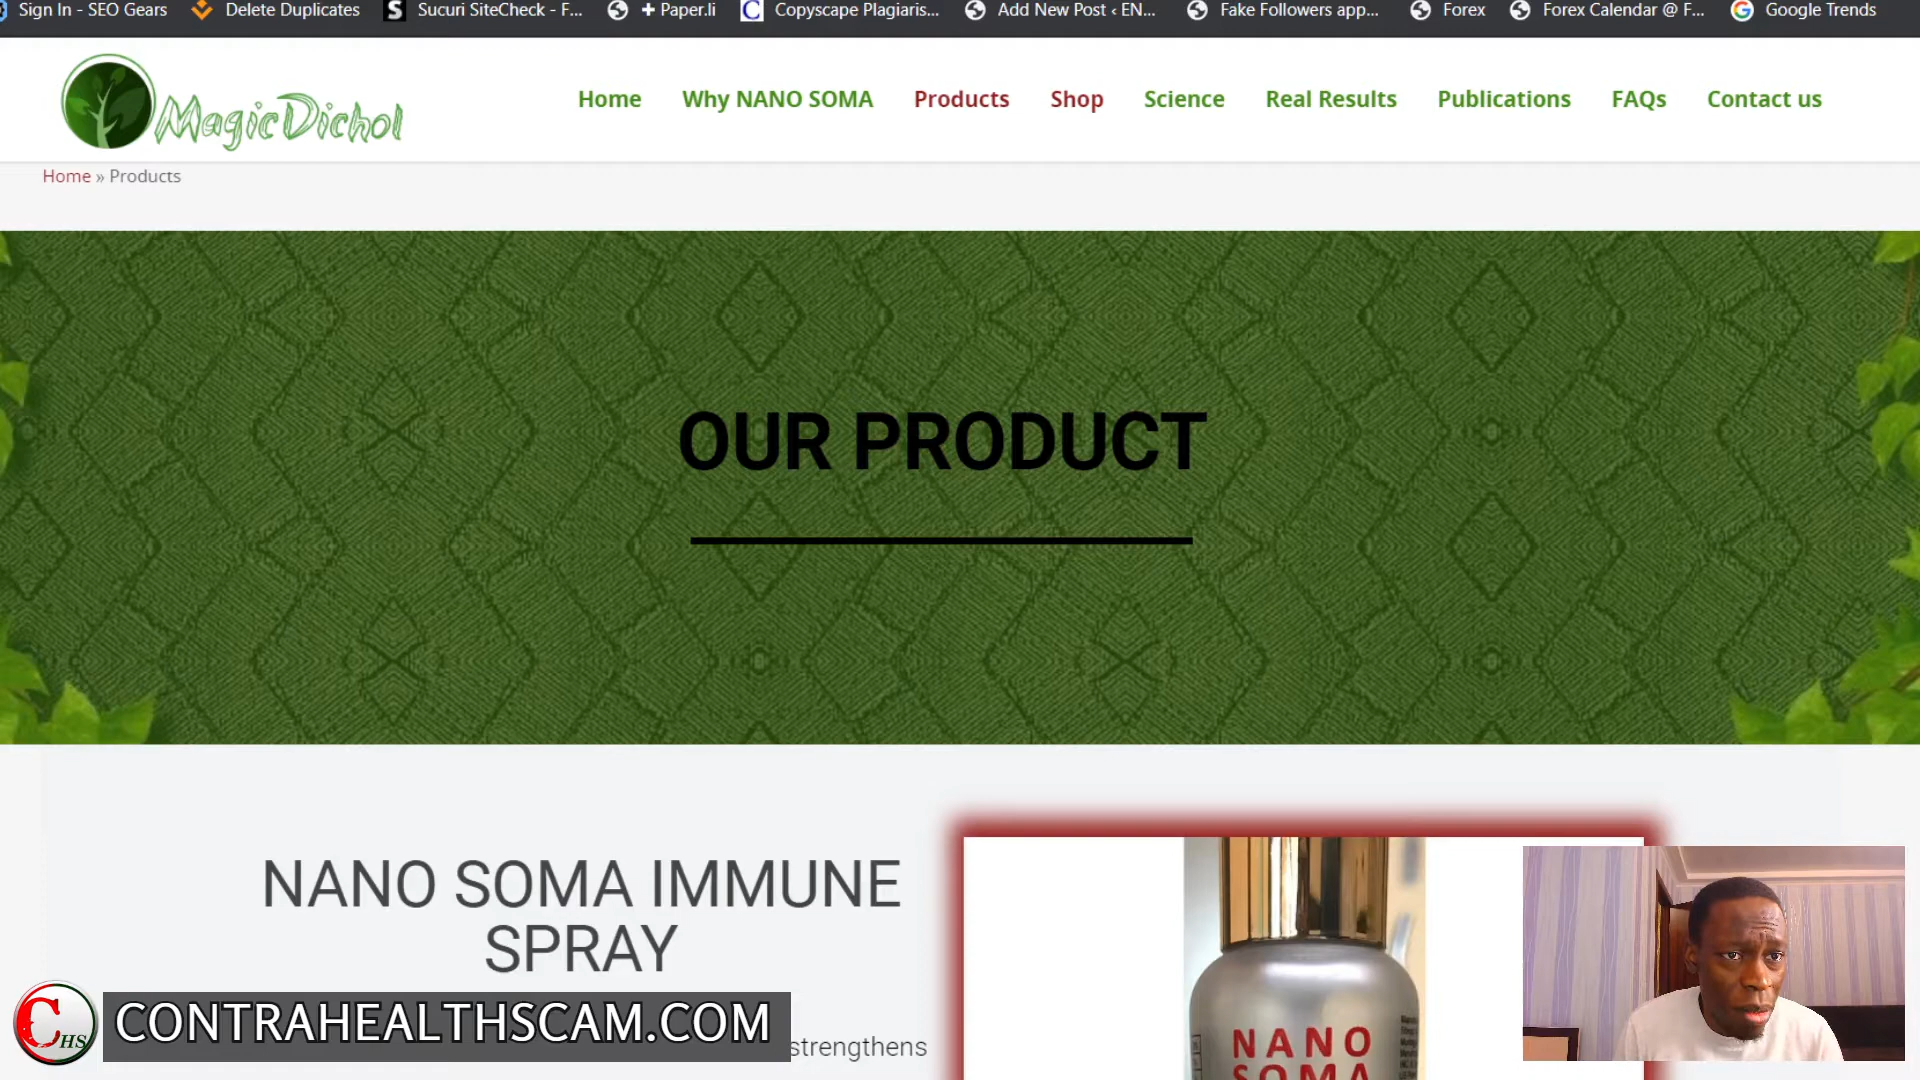 Sign In - SEO Gears
Delete Duplicates
S
Sucuri SiteCheck - F...
+ Paper.li
C
Copyscape Plagiaris...
Add New Post ‹ EN...
Fake Followers app...
Forex
Forex Calendar @ F...
G
Google Trends
MagicDichol
Home
Why NANO SOMA
Products
Shop
Science
Real Results
Publications
FAQs
Contact us
Home » Products
OUR PRODUCT
NANO SOMA IMMUNE
SPRAY
strengthens
NANO
SOMA
CHS
CONTRAHEALTHSCAM.COM